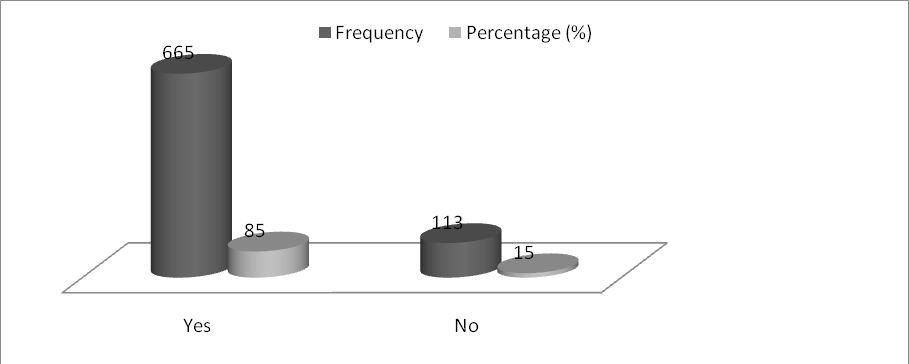 Frequency Percentage (%)
665
85
113
15
Yes No